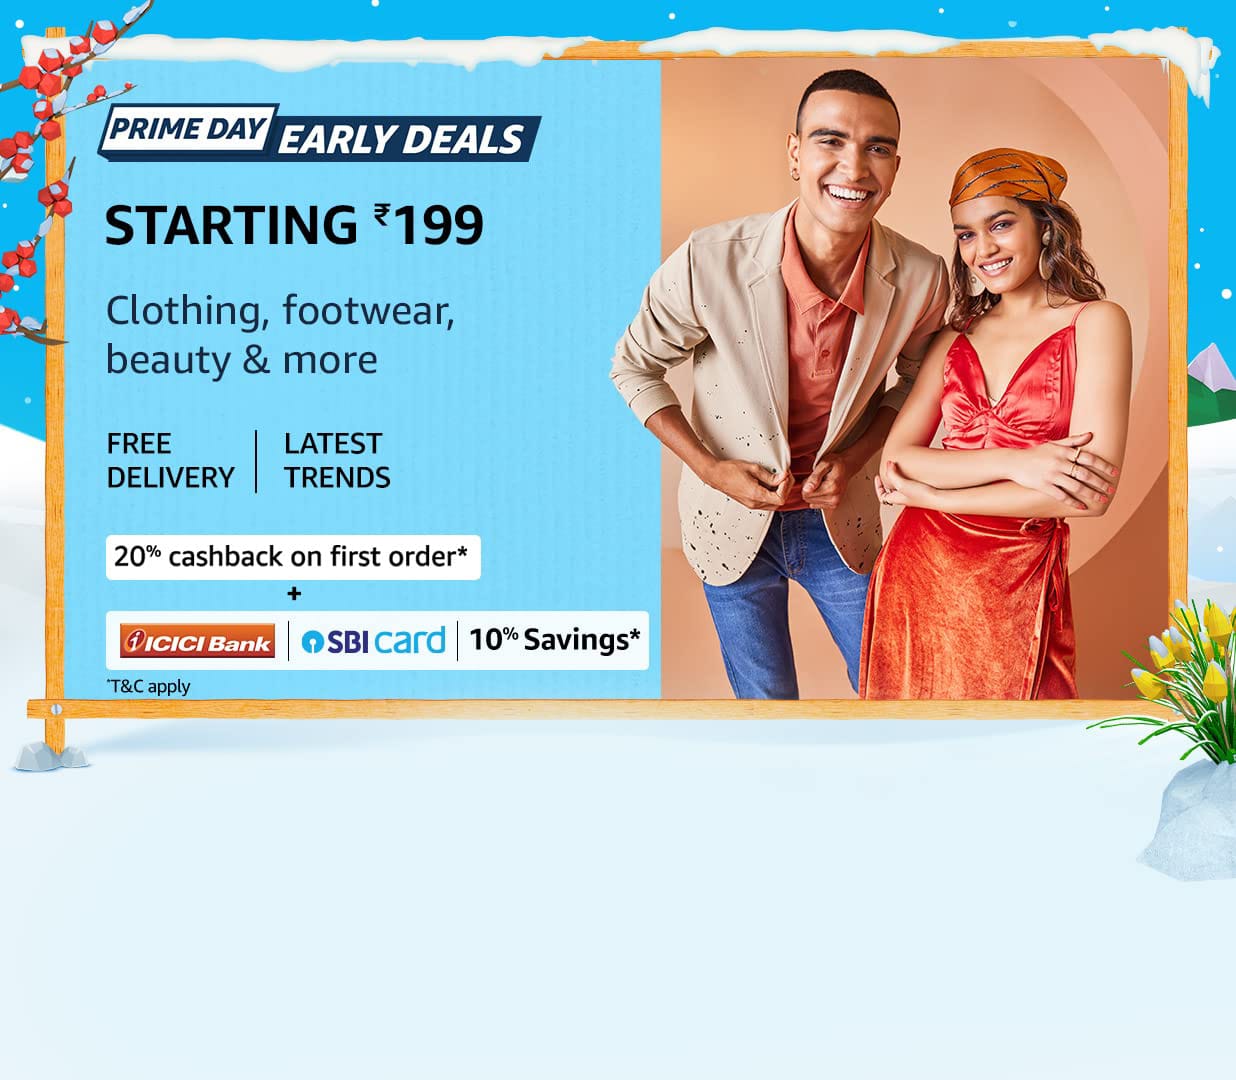 PRIME DAY EARLY DEALS
STARTING ₹199
Clothing, footwear,
beauty & more
FREE
DELIVERY
LATEST
TRENDS
20% cashback on first order*
+
ICICI Bank SBI card 10% Savings*
*T&C apply